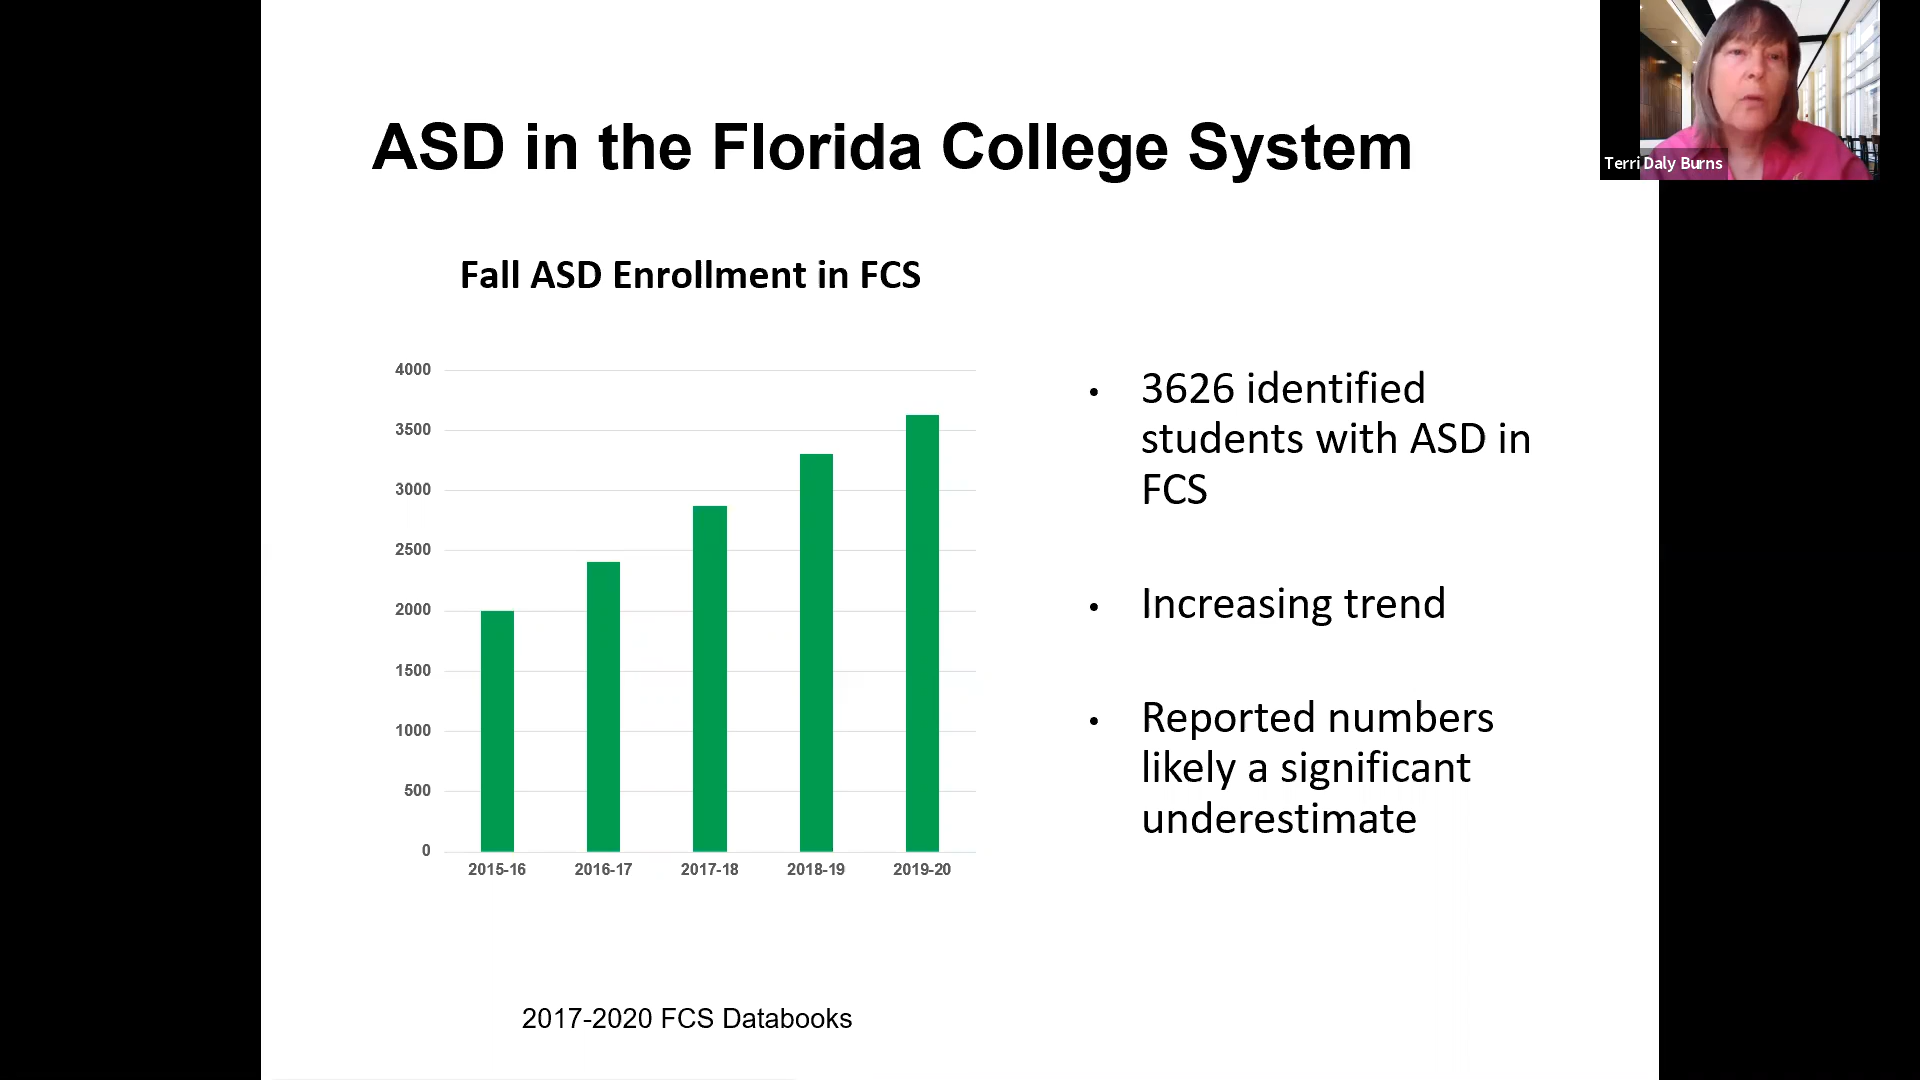 ASD in the Florida College System
Terri Daly Burns
Fall ASD Enrollment in FCS
4000
3500
3000
2500
2000
1500
1000
500
0
2015-16 2016-17 2017-18 2018-19 2019-20
• 3626 identified
students with ASD in
FCS
• Increasing trend
• Reported numbers
likely a significant
underestimate
2017-2020 FCS Databooks